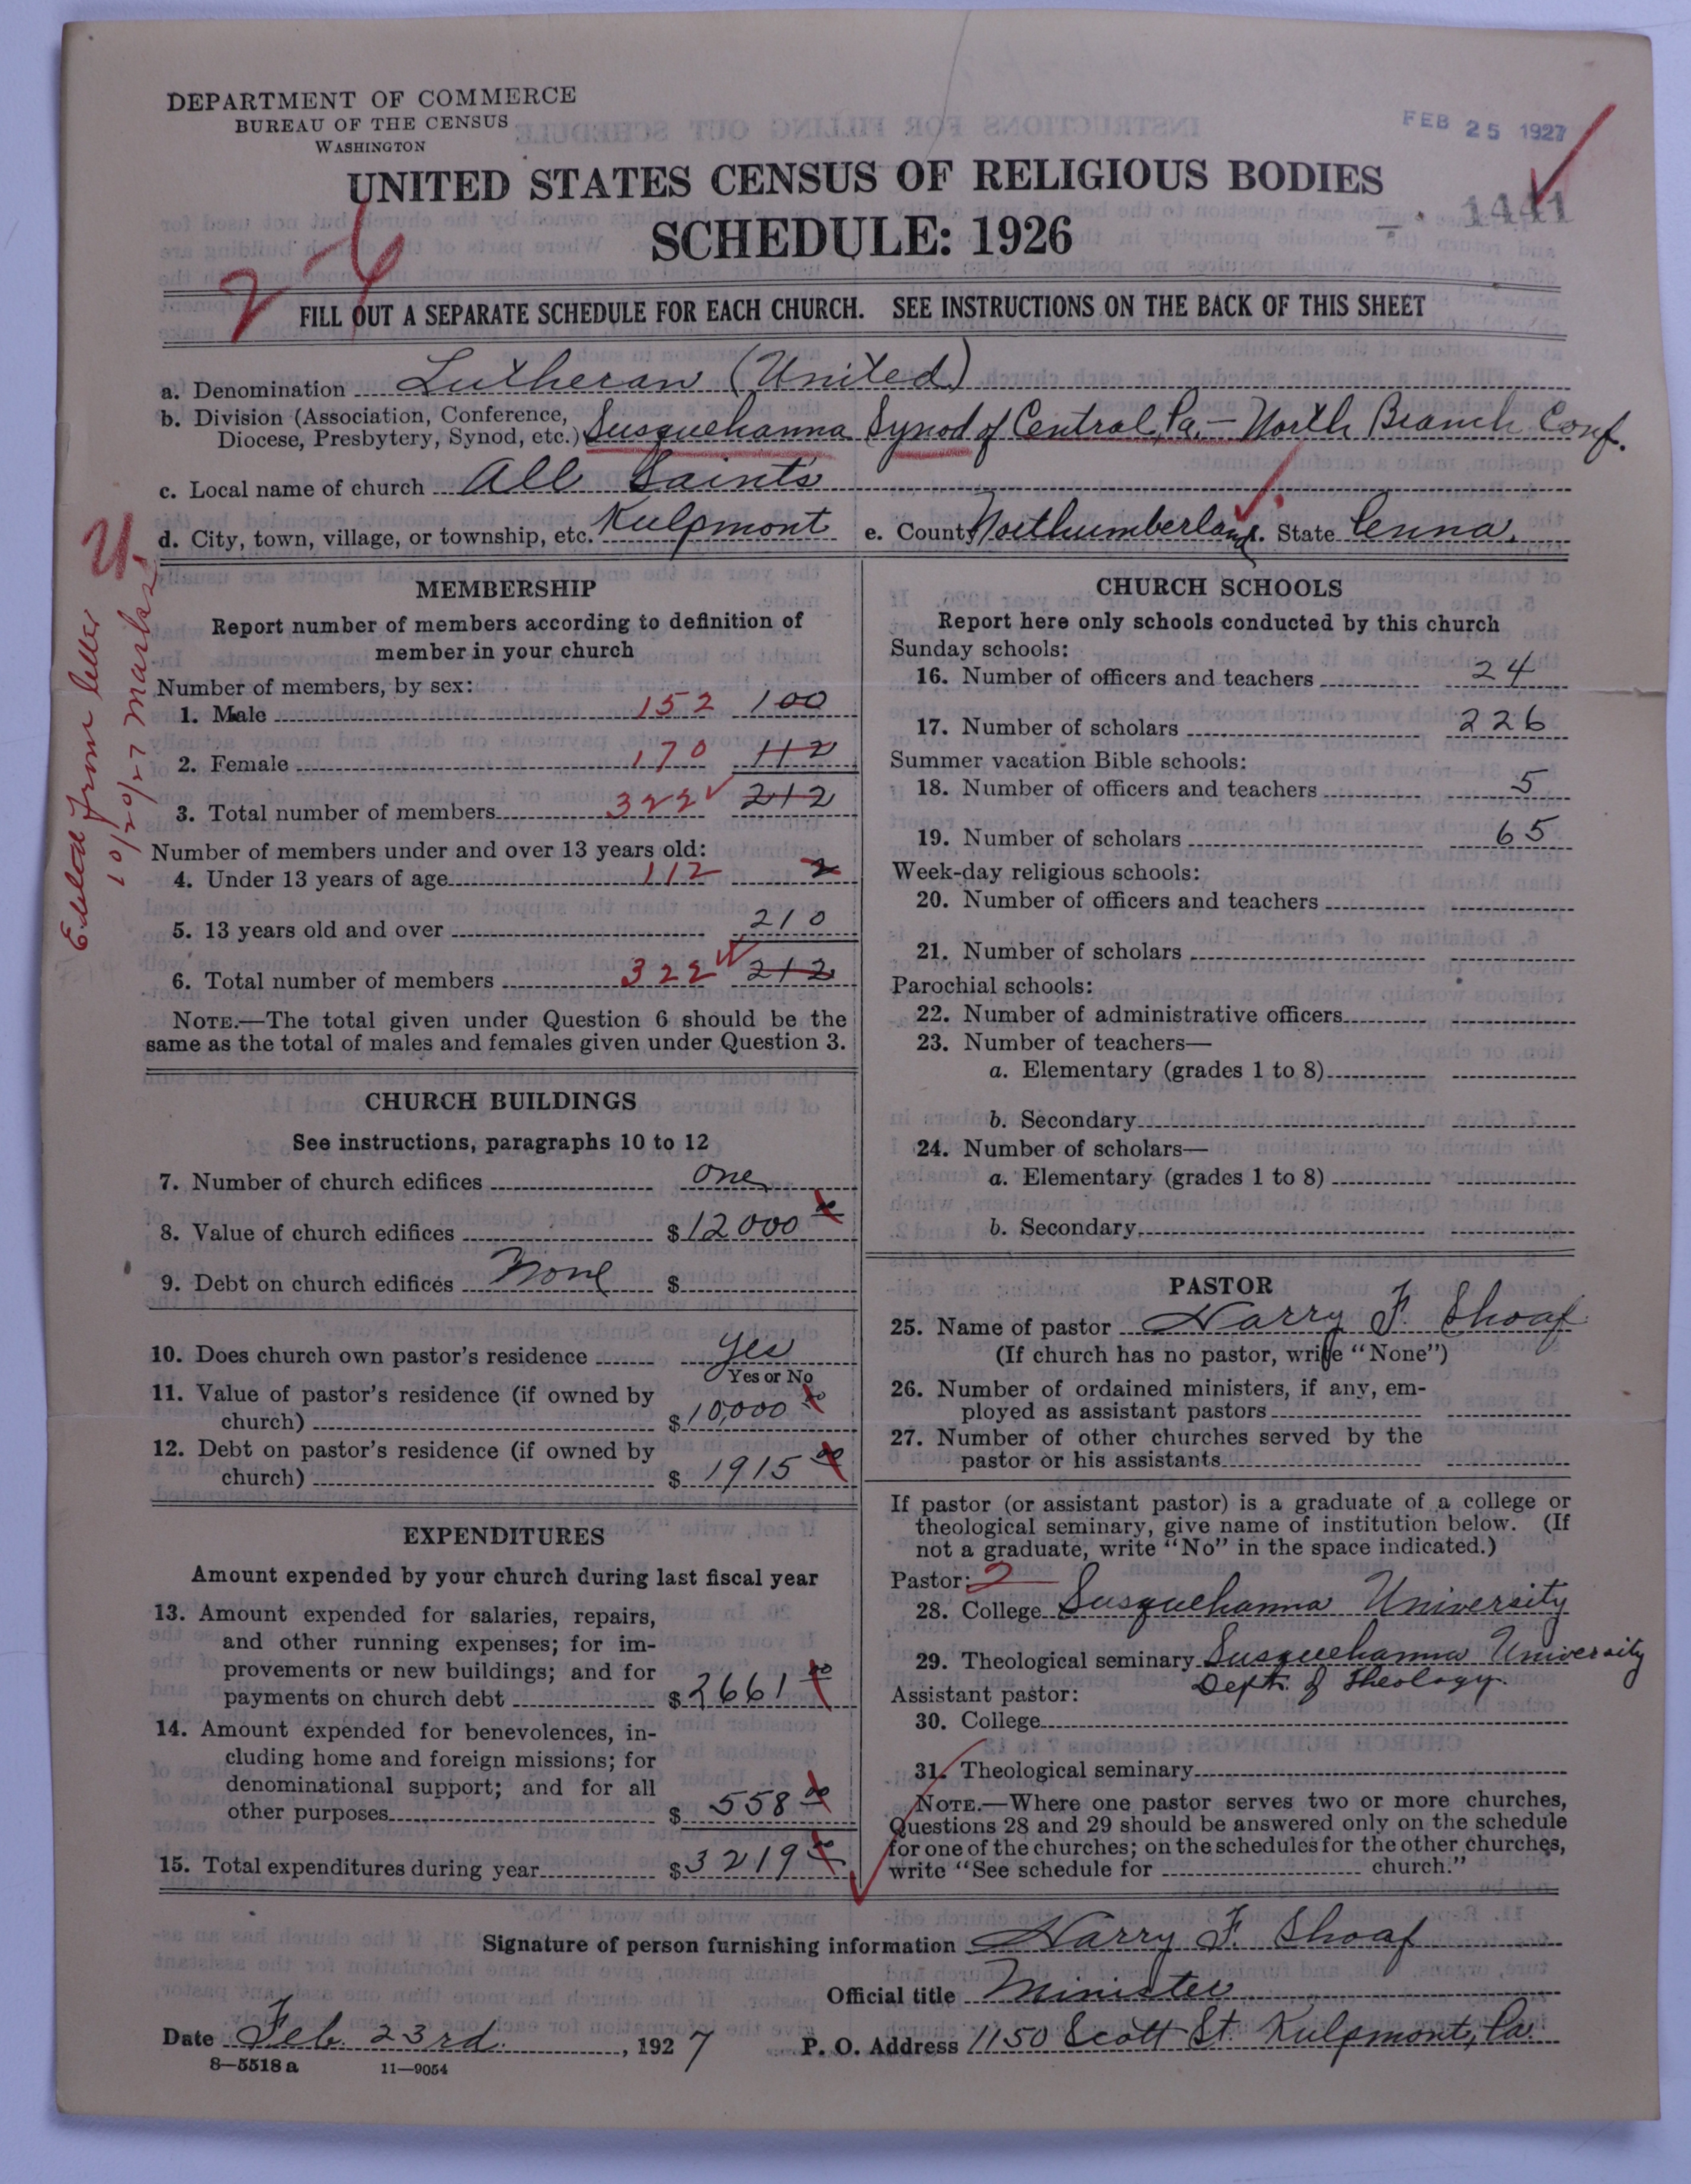 DEPARTMENT OF COMMERCE
BUREAU OF THE CENSUS
WASHINGTON
FEB 25 1927
UNITED STATES CENSUS OF RELIGIOUS BODIES
1441
SCHEDULE: 1926
2-6
FILL OUT A SEPARATE SCHEDULE FOR EACH CHURCH. SEE INSTRUCTIONS ON THE BACK OF THIS SHEET
a. Denomination Lutheran (United)
b. Division (Association, Conference,
Diocese, Presbytery, Synod, etc.) Susquehanna Synod of Central Pa. - North Branch Conf.
c. Local name of church All Saints
d. City, town, village, or township, etc. Kulpmont e. County Northumberland. State Penna.
from letter
10/20/27 Marks
MEMBERSHIP
Report number of members according to definition of
member in your church
Number of members, by sex:
1. Male 152 100
2. Female 170 112
3. Total number of members 322 212
Number of members under and over 13 years old:
4. Under 13 years of age 112 2
5. 13 years old and over 210
6. Total number of members 322 212
NOTE.—The total given under Question 6 should be the
same as the total of males and females given under Question 3.
CHURCH BUILDINGS
See instructions, paragraphs 10 to 12
7. Number of church edifices one
8. Value of church edifices $12000 00
9. Debt on church edifices None $
10. Does church own pastor's residence Yes
Yes or No
11. Value of pastor's residence (if owned by
church) $10,000 00
12. Debt on pastor's residence (if owned by
church) $1915 00
EXPENDITURES
Amount expended by your church during last fiscal year
13. Amount expended for salaries, repairs,
and other running expenses; for im-
provements or new buildings; and for
payments on church debt $2661 00
14. Amount expended for benevolences, in-
cluding home and foreign missions; for
denominational support; and for all
other purposes $558 00
15. Total expenditures during year $3219 00
CHURCH SCHOOLS
Report here only schools conducted by this church
Sunday schools:
16. Number of officers and teachers 24
17. Number of scholars 226
Summer vacation Bible schools:
18. Number of officers and teachers 5
19. Number of scholars 65
Week-day religious schools:
20. Number of officers and teachers
21. Number of scholars
Parochial schools:
22. Number of administrative officers
23. Number of teachers—
a. Elementary (grades 1 to 8)
b. Secondary
24. Number of scholars—
a. Elementary (grades 1 to 8)
b. Secondary
PASTOR
25. Name of pastor Harry F. Shoaf
(If church has no pastor, write "None")
26. Number of ordained ministers, if any, em-
ployed as assistant pastors
27. Number of other churches served by the
pastor or his assistants
If pastor (or assistant pastor) is a graduate of a college or
theological seminary, give name of institution below. (If
not a graduate, write "No" in the space indicated.)
Pastor: 2
28. College Susquehanna University
29. Theological seminary Susquehanna University
Dept. of Theology.
Assistant pastor:
30. College
31. Theological seminary
NOTE.—Where one pastor serves two or more churches,
Questions 28 and 29 should be answered only on the schedule
for one of the churches; on the schedules for the other churches,
write "See schedule for church."
Signature of person furnishing information Harry F. Shoaf
Official title Minister
Date Feb. 23rd, 1927 P. O. Address 1150 Scott St. Kulpmont, Pa.
8—5518 a 11—9054